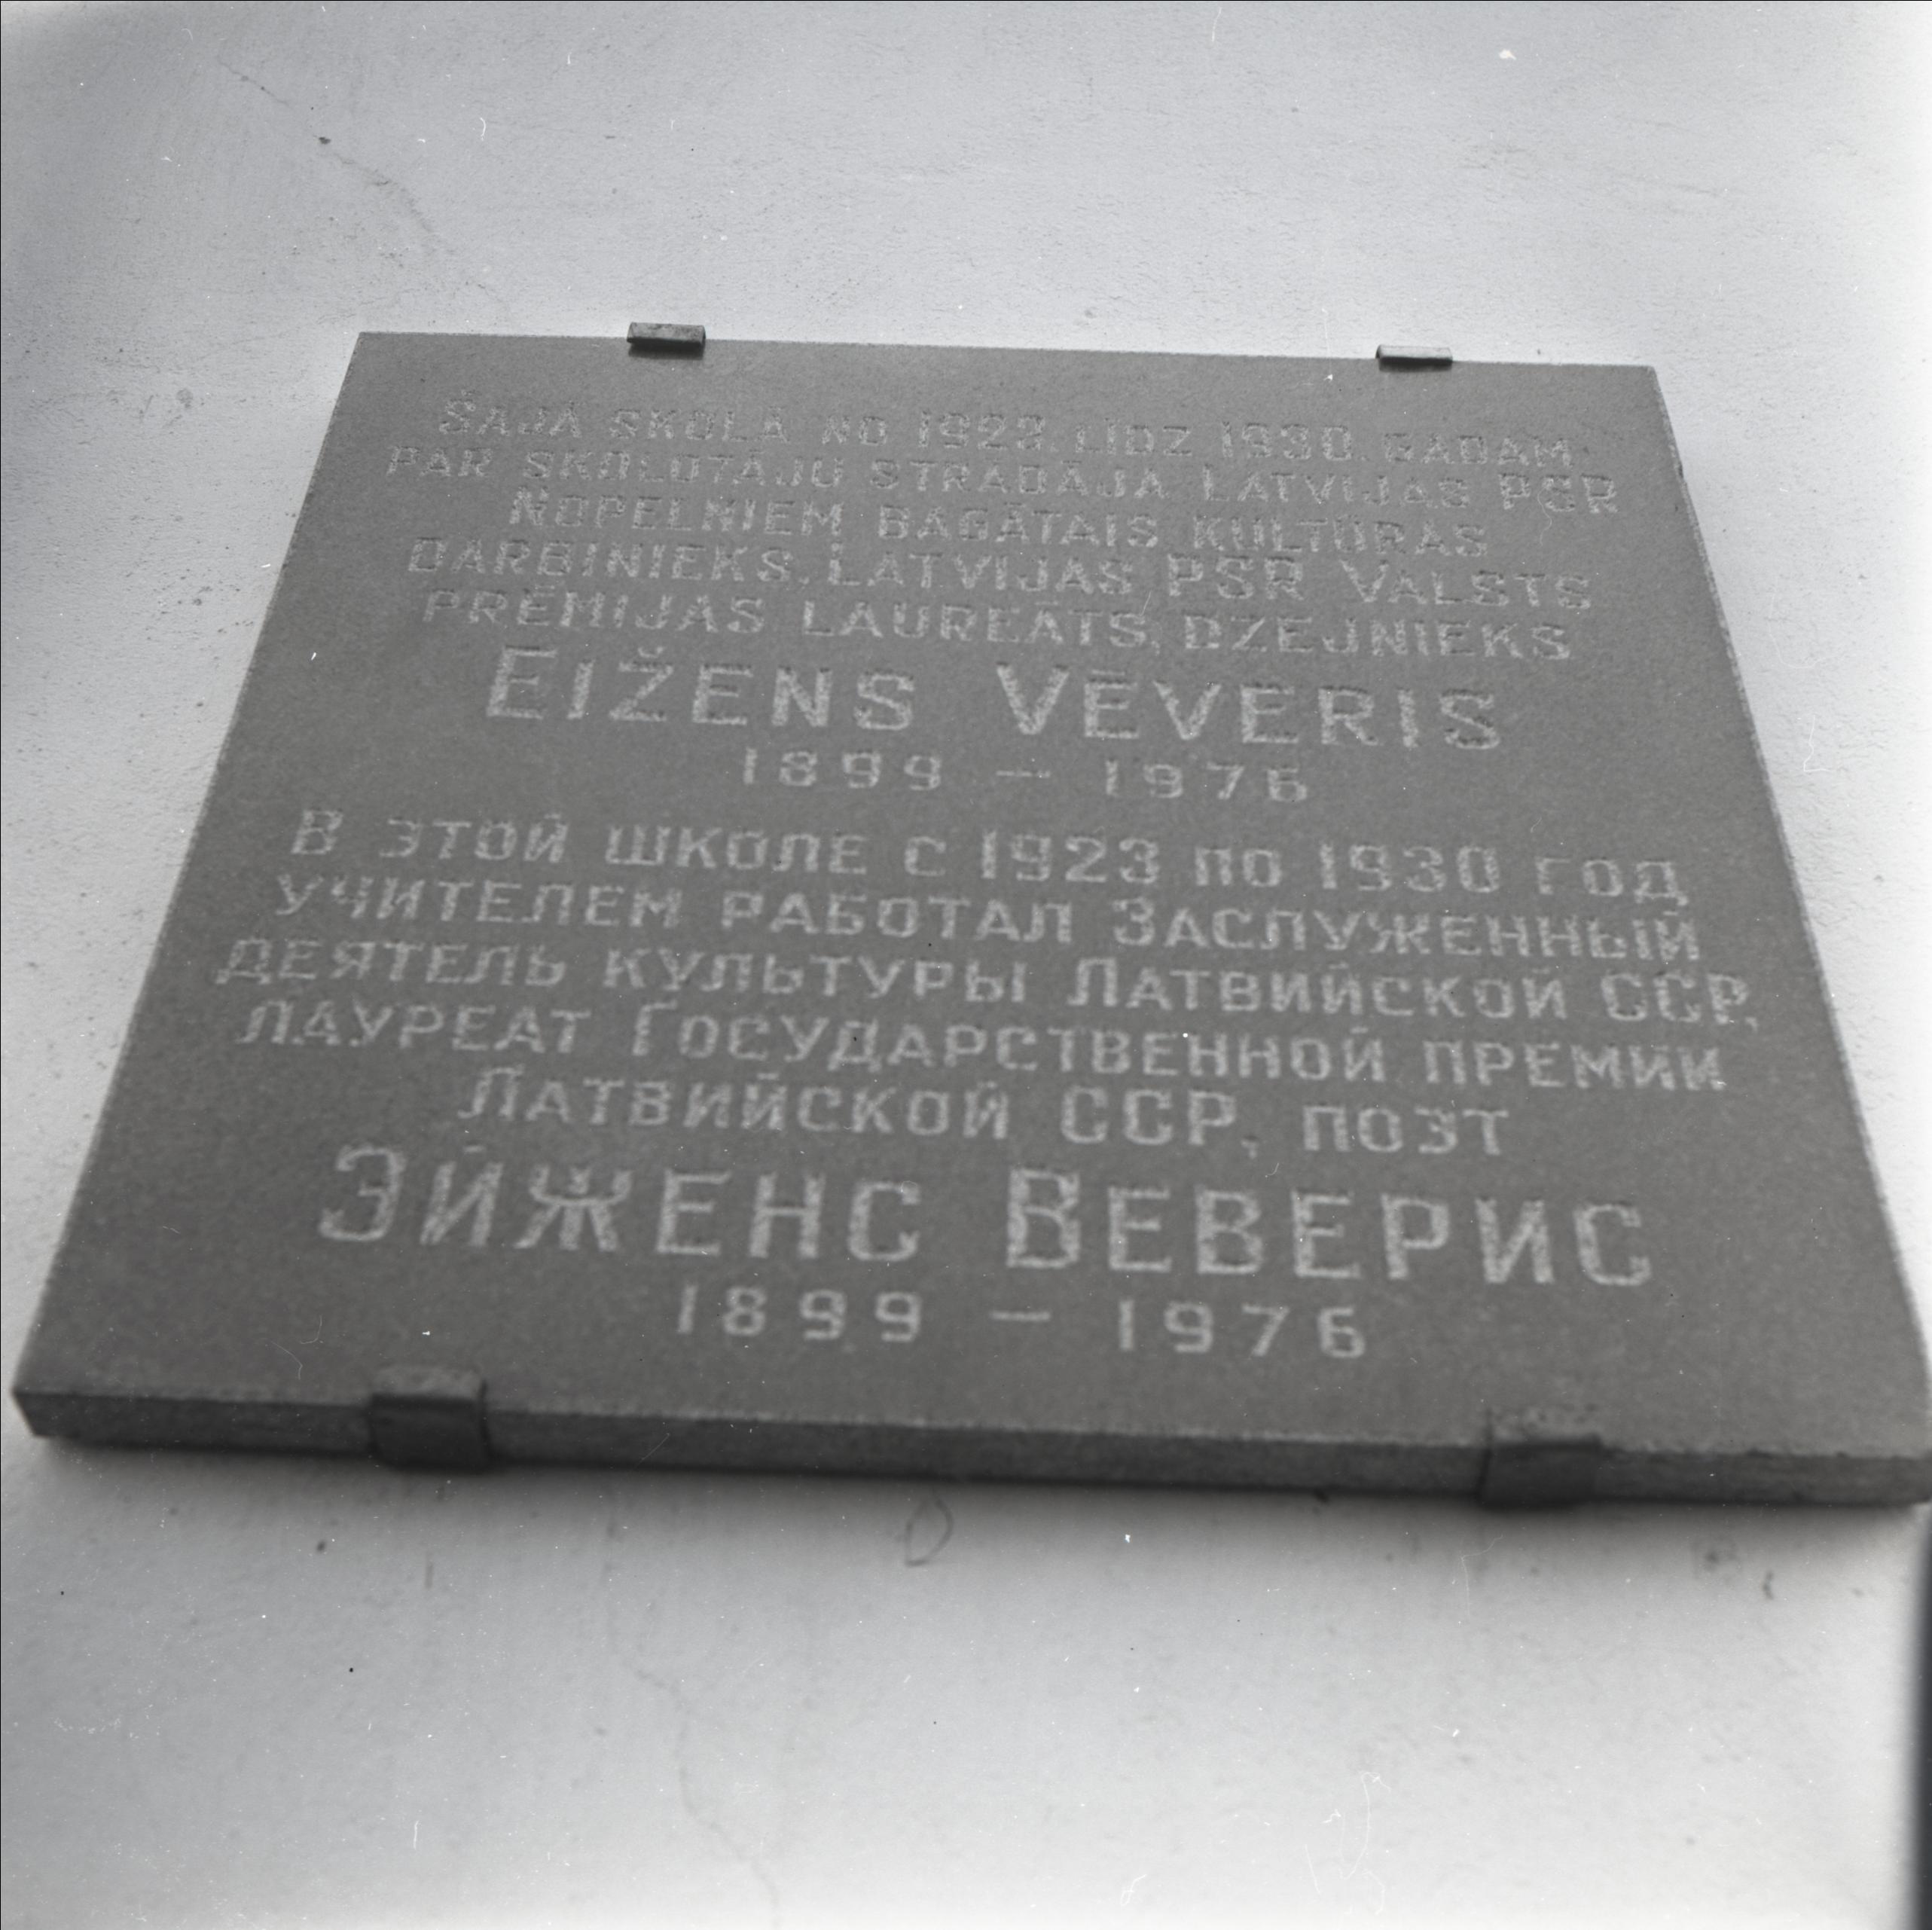 Šajā skolā no 1923. līdz 1930. gadam
par skolotāju strādāja Latvijas PSR
Nopelniem bagātais kultūras
darbinieks, Latvijas PSR Valsts
prēmijas laureāts, dzejnieks
Eižens Vēveris
1899 — 1976
В этой школе с 1923 по 1930 год
учителем работал Заслуженный
деятель культуры Латвийской ССР,
лауреат Государственной премии
Латвийской ССР, поэт
Эйженс Веверис
1899 — 1976